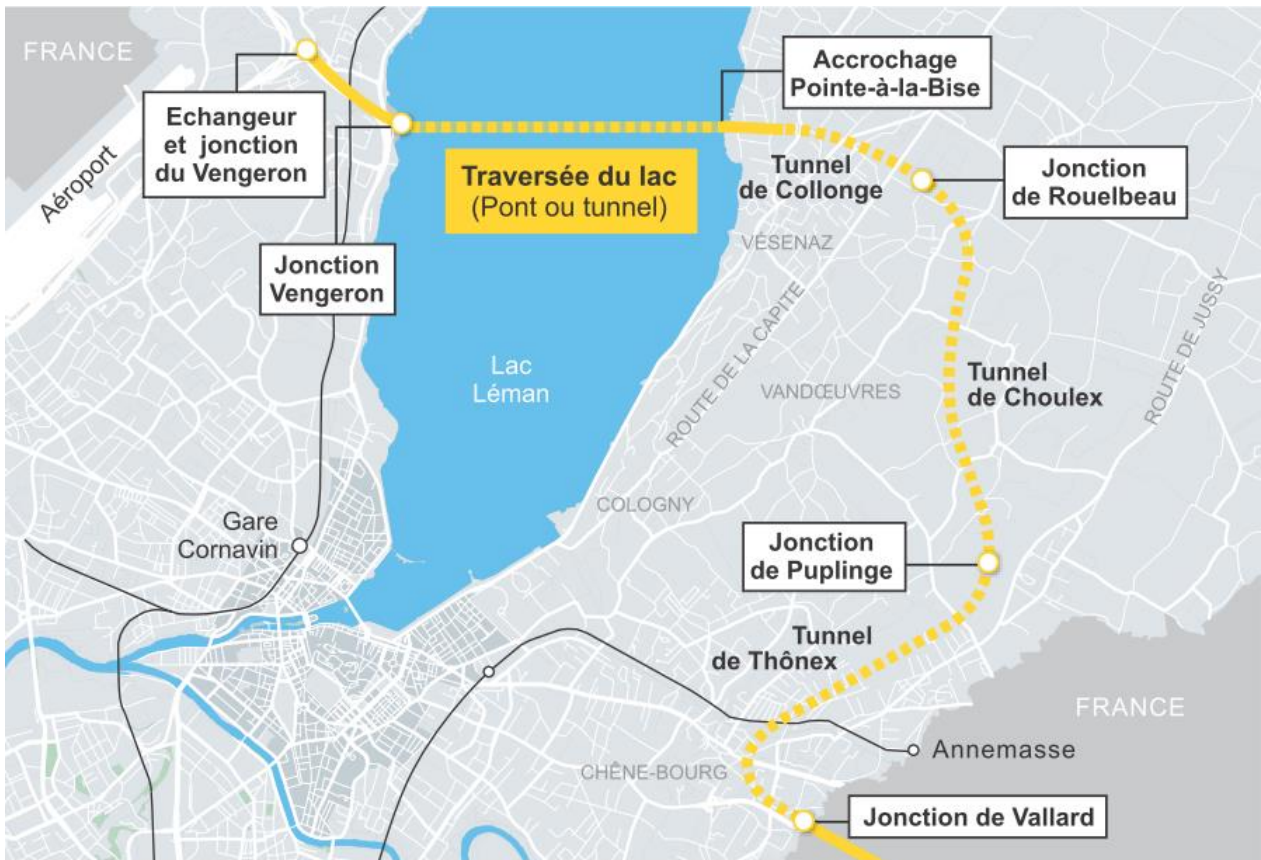 FRANCE
Echangeur
et jonction
du Vengeron
Aéroport
Accrochage
Pointe-à-la-Bise
Traversée du lac
(Pont ou tunnel)
Tunnel
de Collonge
Jonction
de Rouelbeau
Jonction
Vengeron
VÉSENAZ
Lac
Léman
ROUTE DE LA CAPITE
ROUTE DE JUSSY
VANDŒUVRES
Tunnel
de Choulex
COLOGNY
Gare
Cornavin
Jonction
de Puplinge
Tunnel
de Thônex
FRANCE
Annemasse
CHÊNE-BOURG
Jonction de Vallard